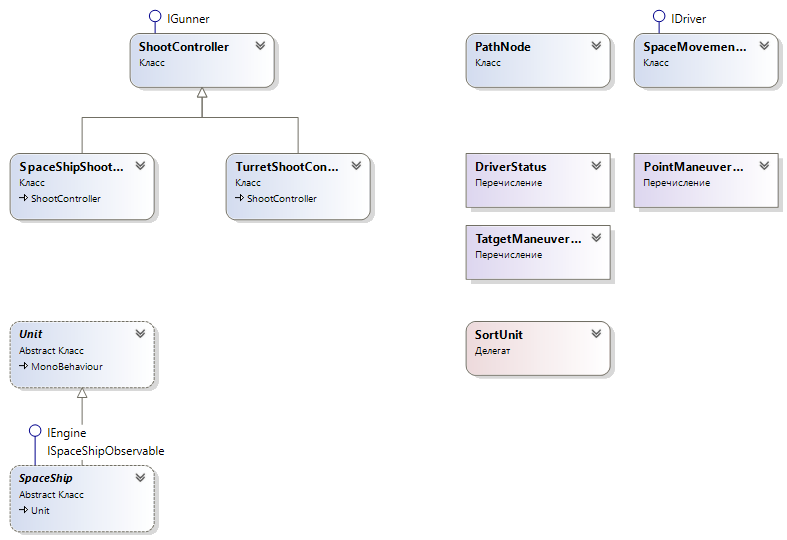 IGunner
ShootController
Класс
SpaceShipShoot...
Класс
ShootController
TurretShootCon...
Класс
ShootController
Unit
Abstract Класс
MonoBehaviour
IEngine
ISpaceShipObservable
SpaceShip
Abstract Класс
Unit
PathNode
Класс
IDriver
SpaceMovemen...
Класс
DriverStatus
Перечисление
PointManeuver...
Перечисление
TatgetManeuver...
Перечисление
SortUnit
Делегат